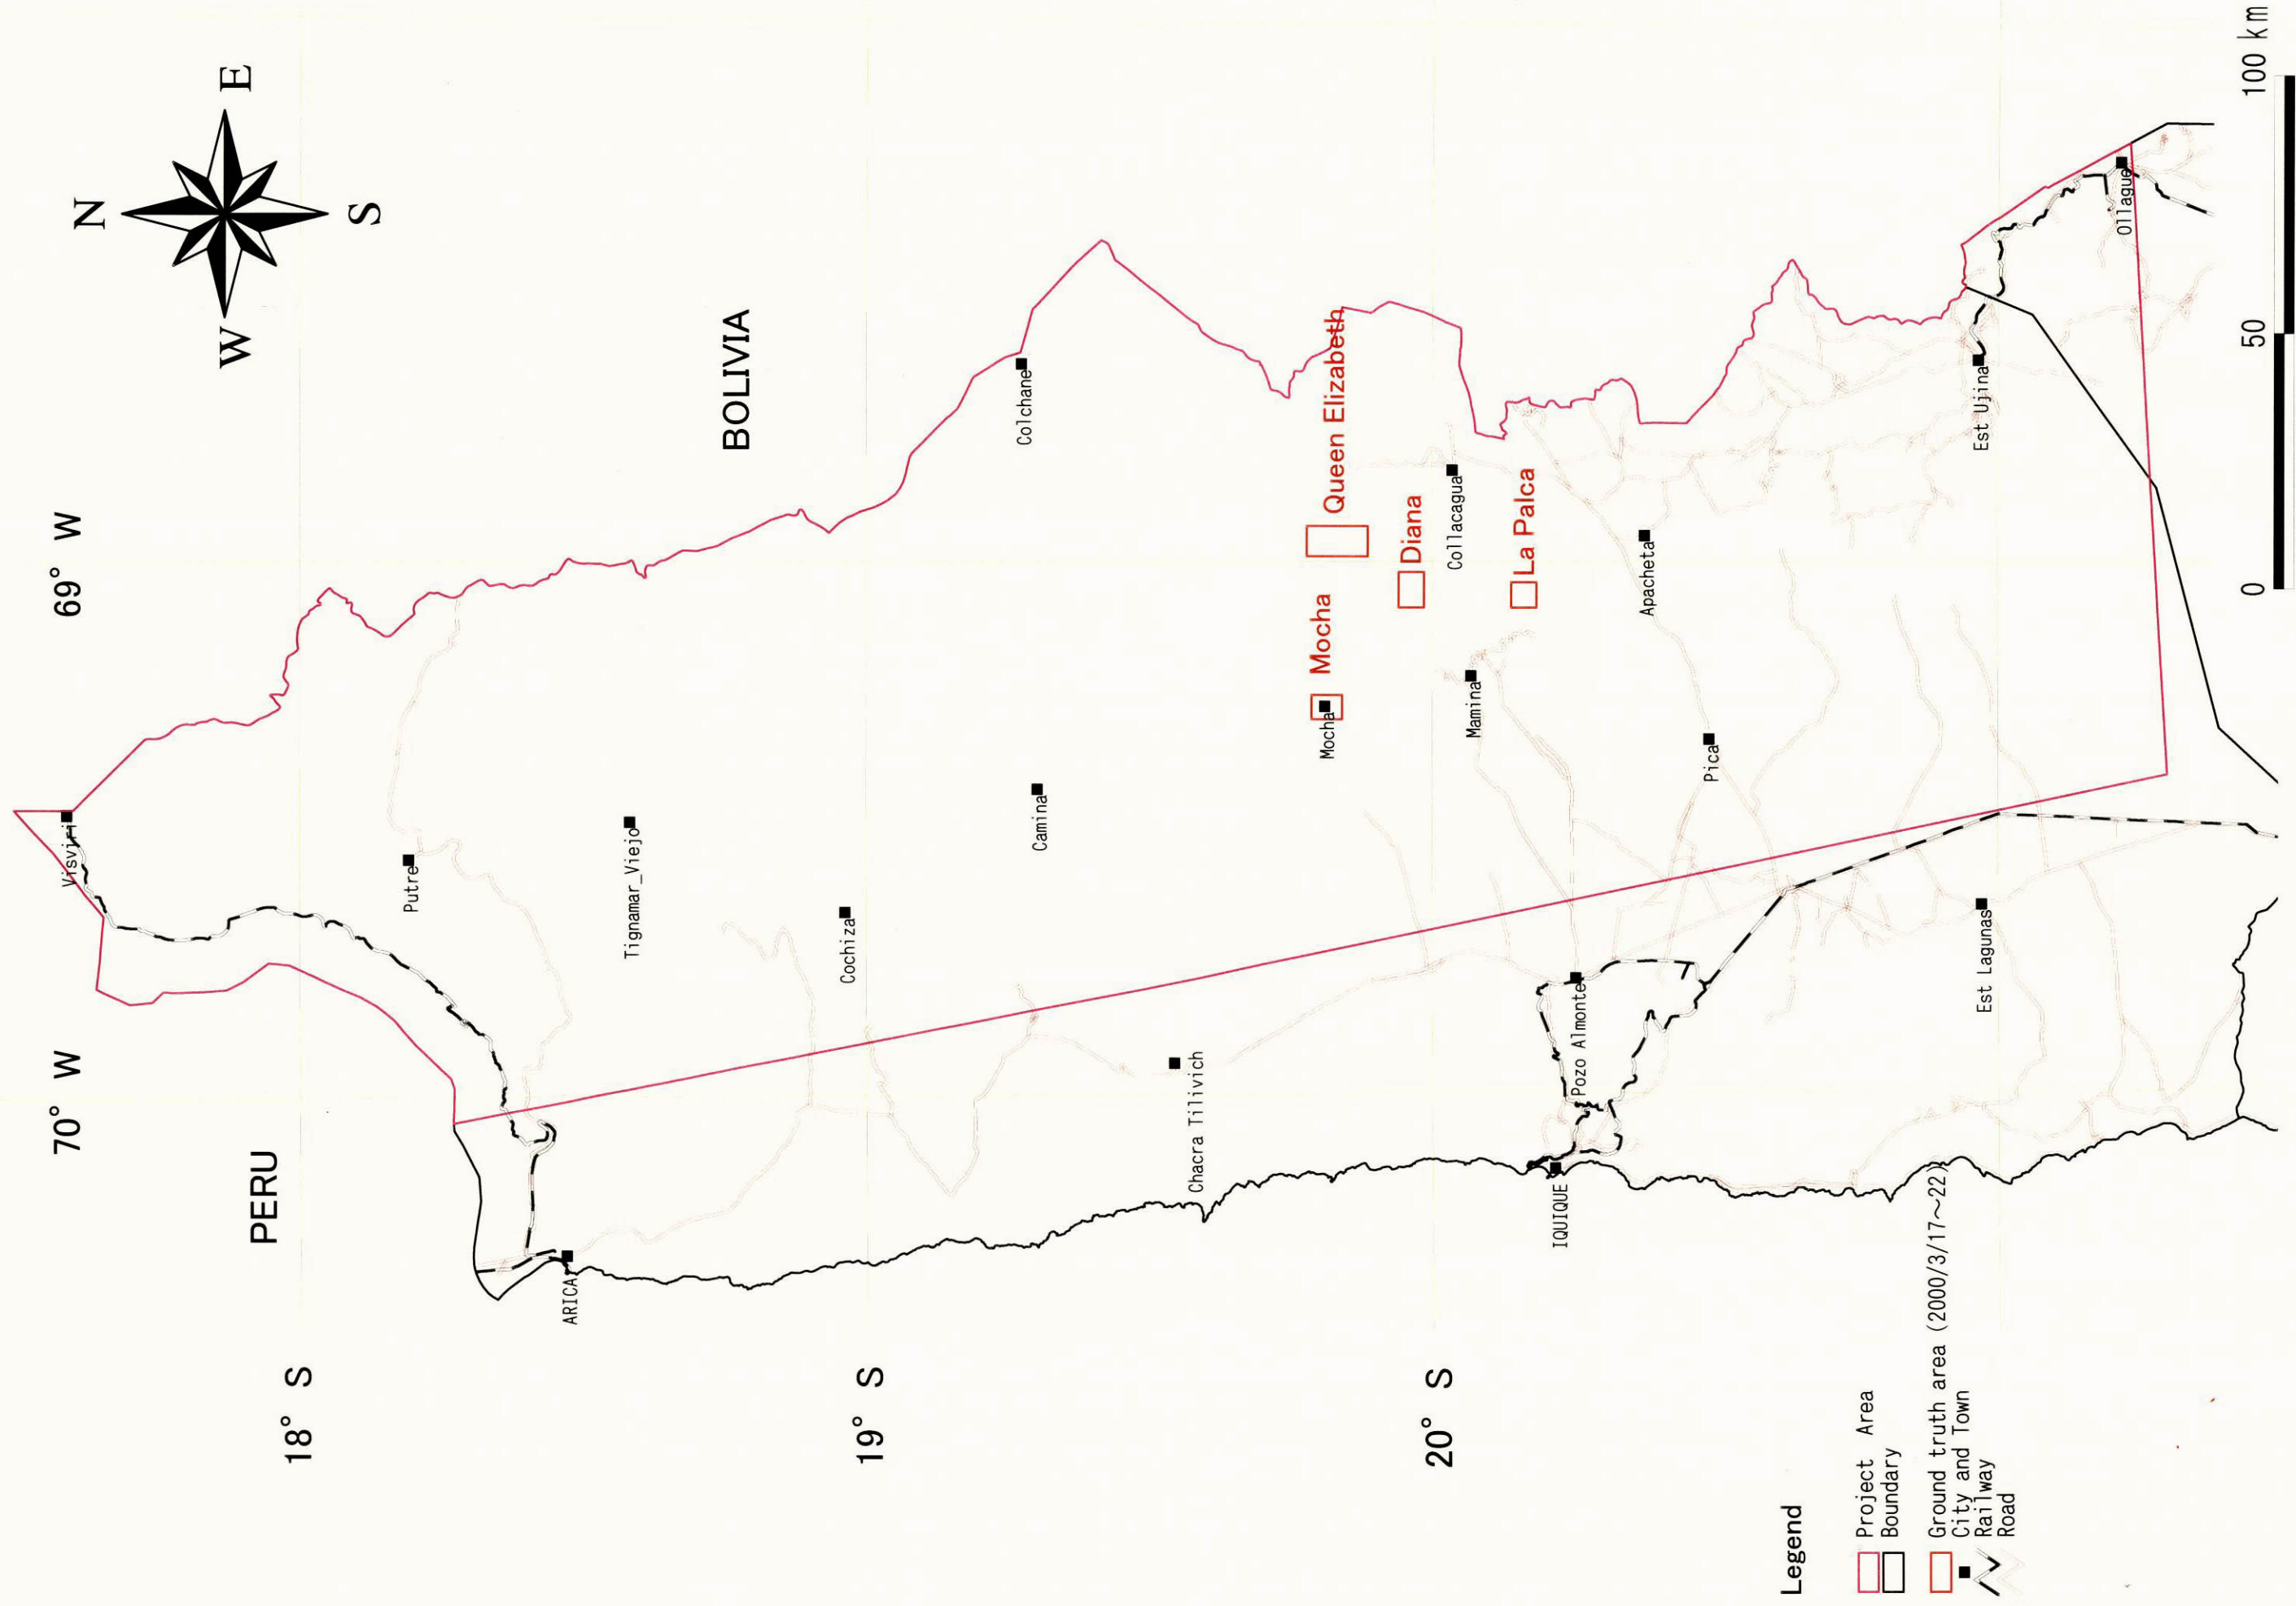 69° W
70° W
N
E
W
S
BOLIVIA
PERU
Visviri
Putre
18° S
Tignamar_Viejo
ARICA
Cochiza
19° S
Colchane
Camina
Chacra Tilivich
Queen Elizabeth
Mocha
Mocha
Diana
20° S
Collacagua
Mamina
La Palca
IQUIQUE
Pozo Almonte
Apacheta
Pica
Est Ujina
Est Lagunas
Ollague
Legend
Project Area
Boundary
Ground truth area (2000/3/17～22)
City and Town
Railway
Road
0 50 100 km